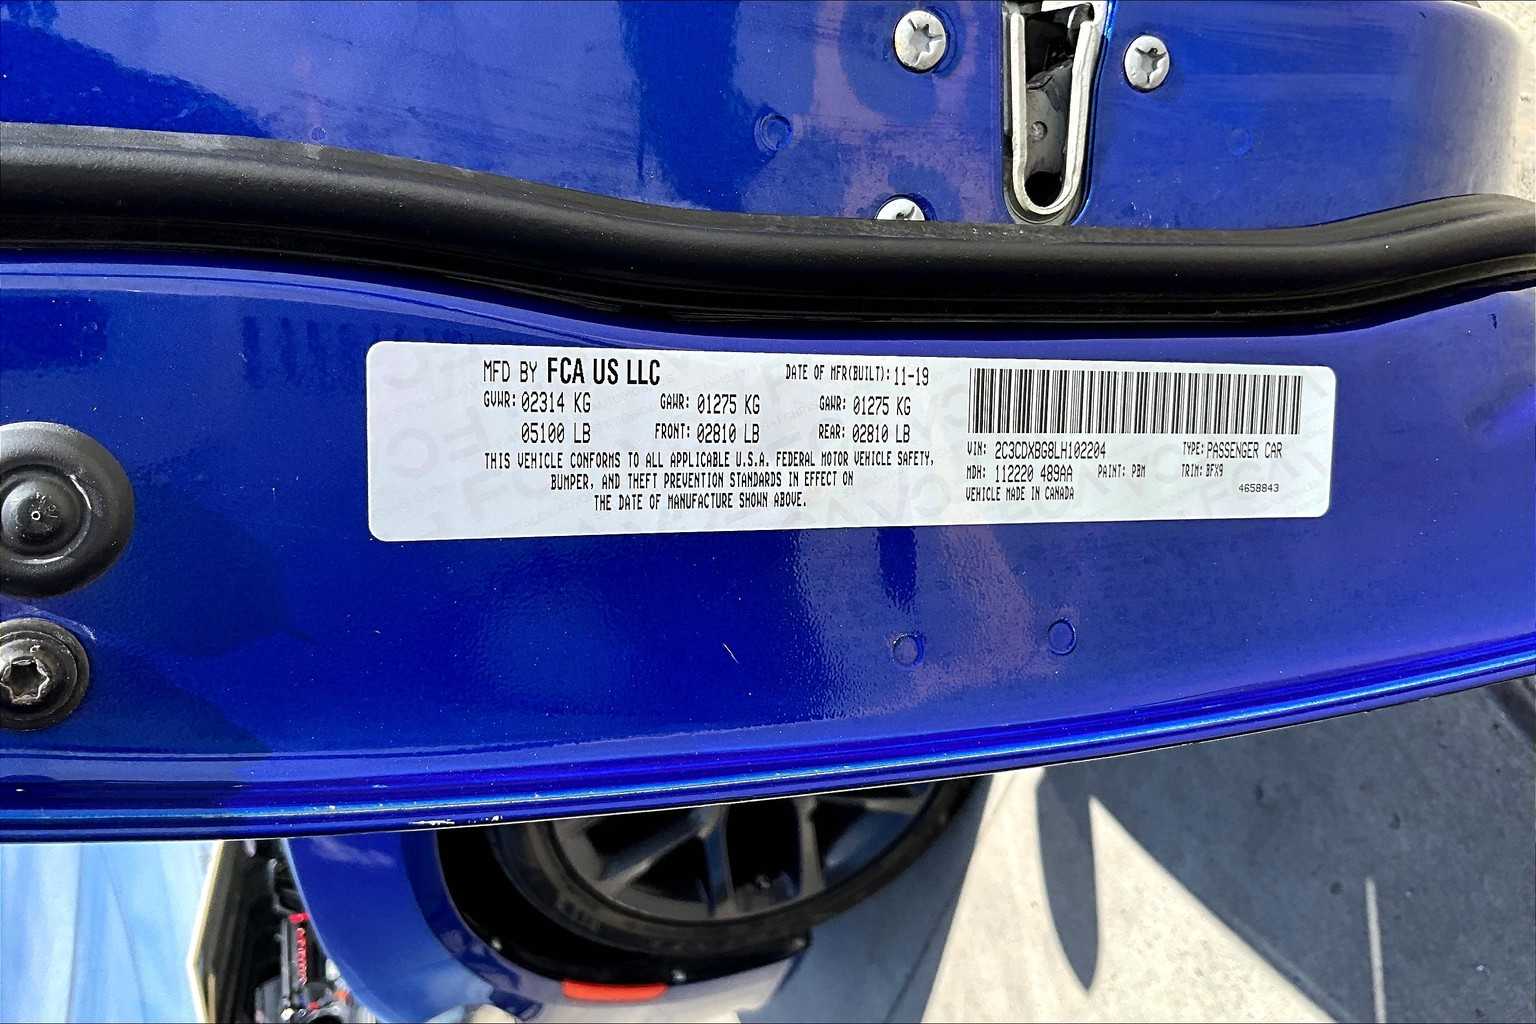 MFD BY FCA US LLC
DATE OF MFR(BUILT): 11-19
GVWR: 02314 KG GAWR: 01275 KG GAWR: 01275 KG
05100 LB FRONT: 02810 LB REAR: 02810 LB
THIS VEHICLE CONFORMS TO ALL APPLICABLE U.S.A. FEDERAL MOTOR VEHICLE SAFETY,
BUMPER, AND THEFT PREVENTION STANDARDS IN EFFECT ON
THE DATE OF MANUFACTURE SHOWN ABOVE.
VIN: 2C3CDXBG8LH102204 TYPE: PASSENGER CAR
MDH: 112220 489AA PAINT: PBM TRIM: BFX9
VEHICLE MADE IN CANADA 4658843